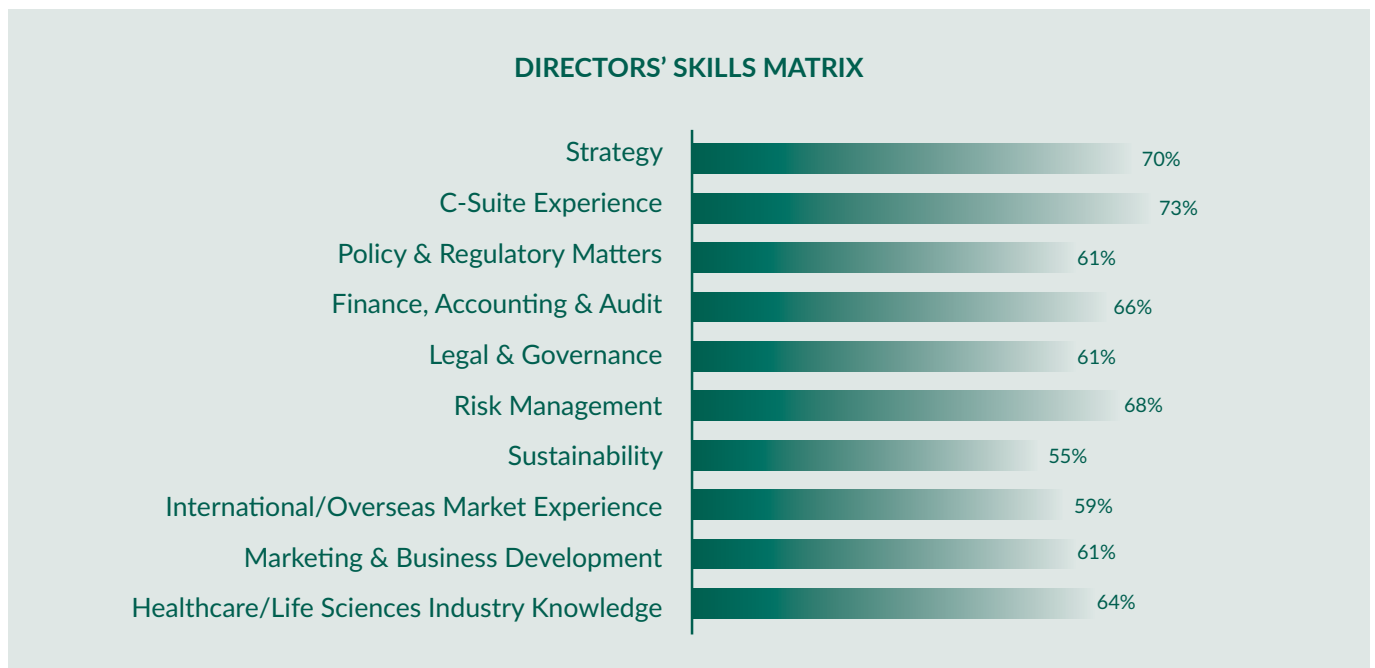 DIRECTORS’ SKILLS MATRIX
Strategy 70%
C-Suite Experience 73%
Policy & Regulatory Matters 61%
Finance, Accounting & Audit 66%
Legal & Governance 61%
Risk Management 68%
Sustainability 55%
International/Overseas Market Experience 59%
Marketing & Business Development 61%
Healthcare/Life Sciences Industry Knowledge 64%